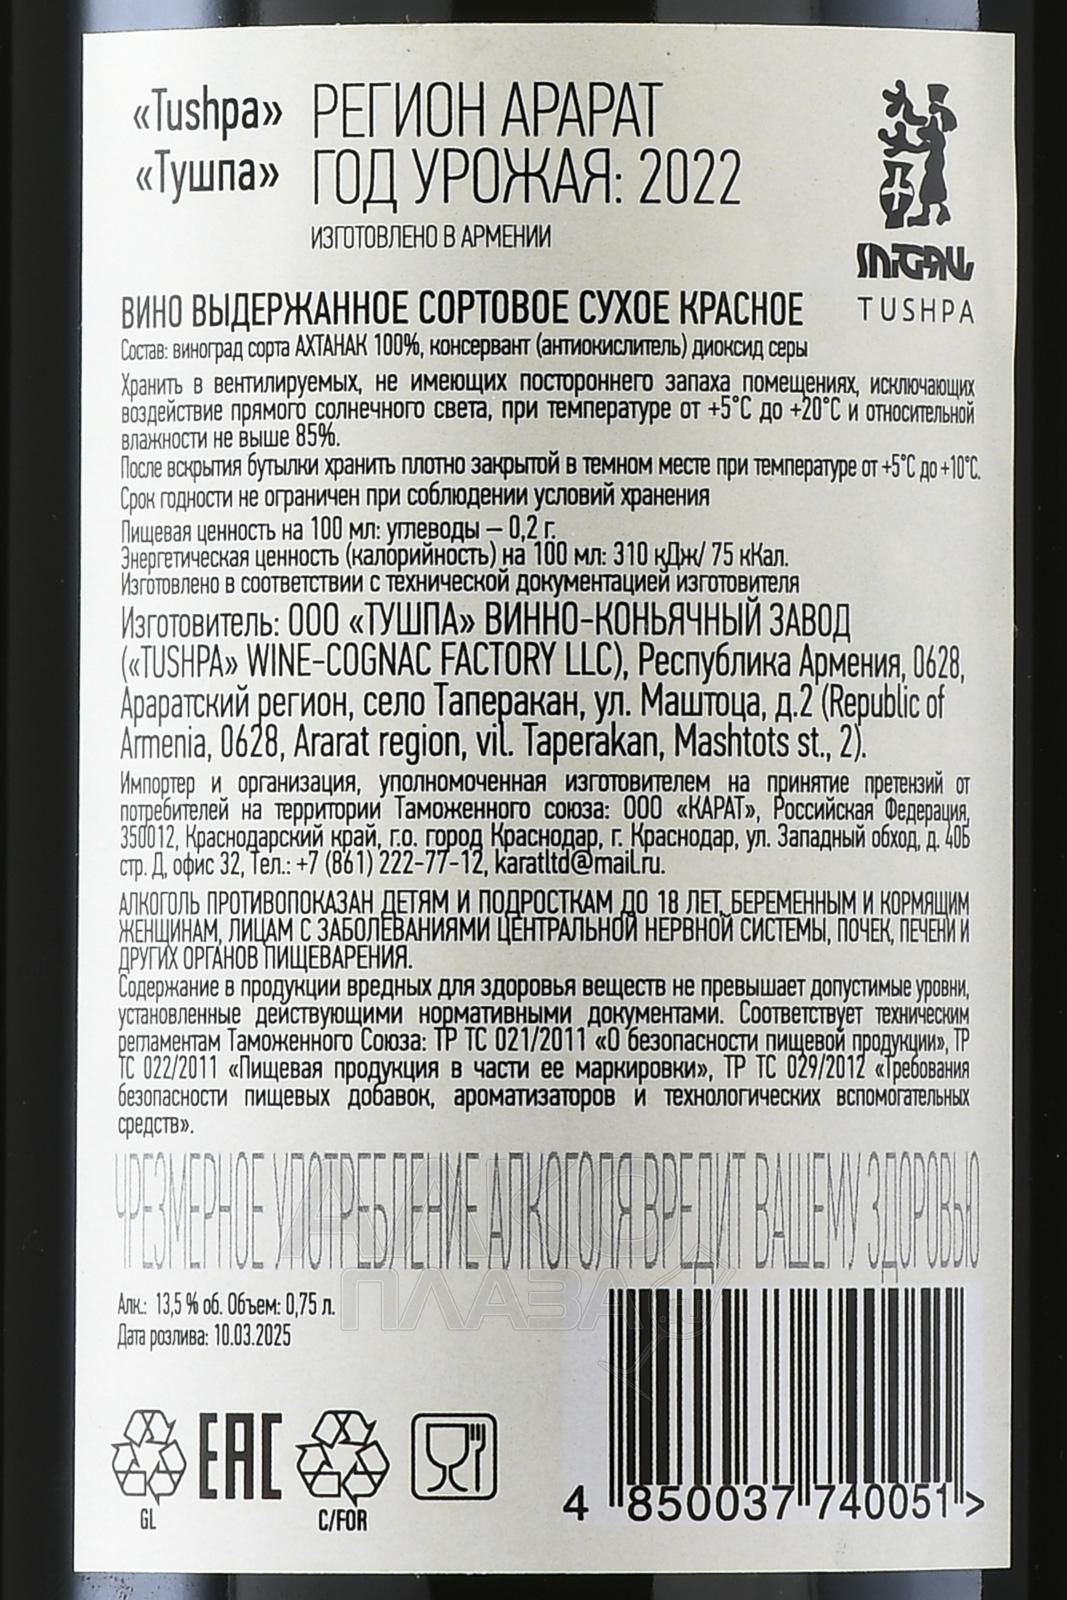 «Tushpa»
«Тушпа»
РЕГИОН АРАРАТ
ГОД УРОЖАЯ: 2022
ИЗГОТОВЛЕНО В АРМЕНИИ
TUSHPA
ВИНО ВЫДЕРЖАННОЕ СОРТОВОЕ СУХОЕ КРАСНОЕ
Состав: виноград сорта АХТАНАК 100%, консервант (антиокислитель) диоксид серы
Хранить в вентилируемых, не имеющих постороннего запаха помещениях, исключающих
воздействие прямого солнечного света, при температуре от +5°С до +20°С и относительной
влажности не выше 85%.
После вскрытия бутылки хранить плотно закрытой в темном месте при температуре от +5°С до +10°С.
Срок годности не ограничен при соблюдении условий хранения
Пищевая ценность на 100 мл: углеводы – 0,2 г.
Энергетическая ценность (калорийность) на 100 мл: 310 кДж/ 75 кКал.
Изготовлено в соответствии с технической документацией изготовителя
Изготовитель: ООО «ТУШПА» ВИННО-КОНЬЯЧНЫЙ ЗАВОД
(«TUSHPA» WINE-COGNAC FACTORY LLC), Республика Армения, 0628,
Араратский регион, село Таперакан, ул. Маштоца, д.2 (Republic of
Armenia, 0628, Ararat region, vil. Taperakan, Mashtots st., 2).
Импортер и организация, уполномоченная изготовителем на принятие претензий от
потребителей на территории Таможенного союза: ООО «КАРАТ», Российская Федерация,
350012, Краснодарский край, г.о. город Краснодар, г. Краснодар, ул. Западный обход, д. 40Б
стр. Д, офис 32, Тел.: +7 (861) 222-77-12, karatltd@mail.ru.
АЛКОГОЛЬ ПРОТИВОПОКАЗАН ДЕТЯМ И ПОДРОСТКАМ ДО 18 ЛЕТ, БЕРЕМЕННЫМ И КОРМЯЩИМ
ЖЕНЩИНАМ, ЛИЦАМ С ЗАБОЛЕВАНИЯМИ ЦЕНТРАЛЬНОЙ НЕРВНОЙ СИСТЕМЫ, ПОЧЕК, ПЕЧЕНИ И
ДРУГИХ ОРГАНОВ ПИЩЕВАРЕНИЯ.
Содержание в продукции вредных для здоровья веществ не превышает допустимые уровни,
установленные действующими нормативными документами. Соответствует техническим
регламентам Таможенного Союза: ТР ТС 021/2011 «О безопасности пищевой продукции», ТР
ТС 022/2011 «Пищевая продукция в части ее маркировки», ТР ТС 029/2012 «Требования
безопасности пищевых добавок, ароматизаторов и технологических вспомогательных
средств».
ЧРЕЗМЕРНОЕ УПОТРЕБЛЕНИЕ АЛКОГОЛЯ ВРЕДИТ ВАШЕМУ ЗДОРОВЬЮ
АЛКО
ПЛАЗА
Алк.: 13,5 % об. Объем: 0,75 л.
Дата розлива: 10.03.2025
GL
EAC
C/FOR
4 850037 740051 >